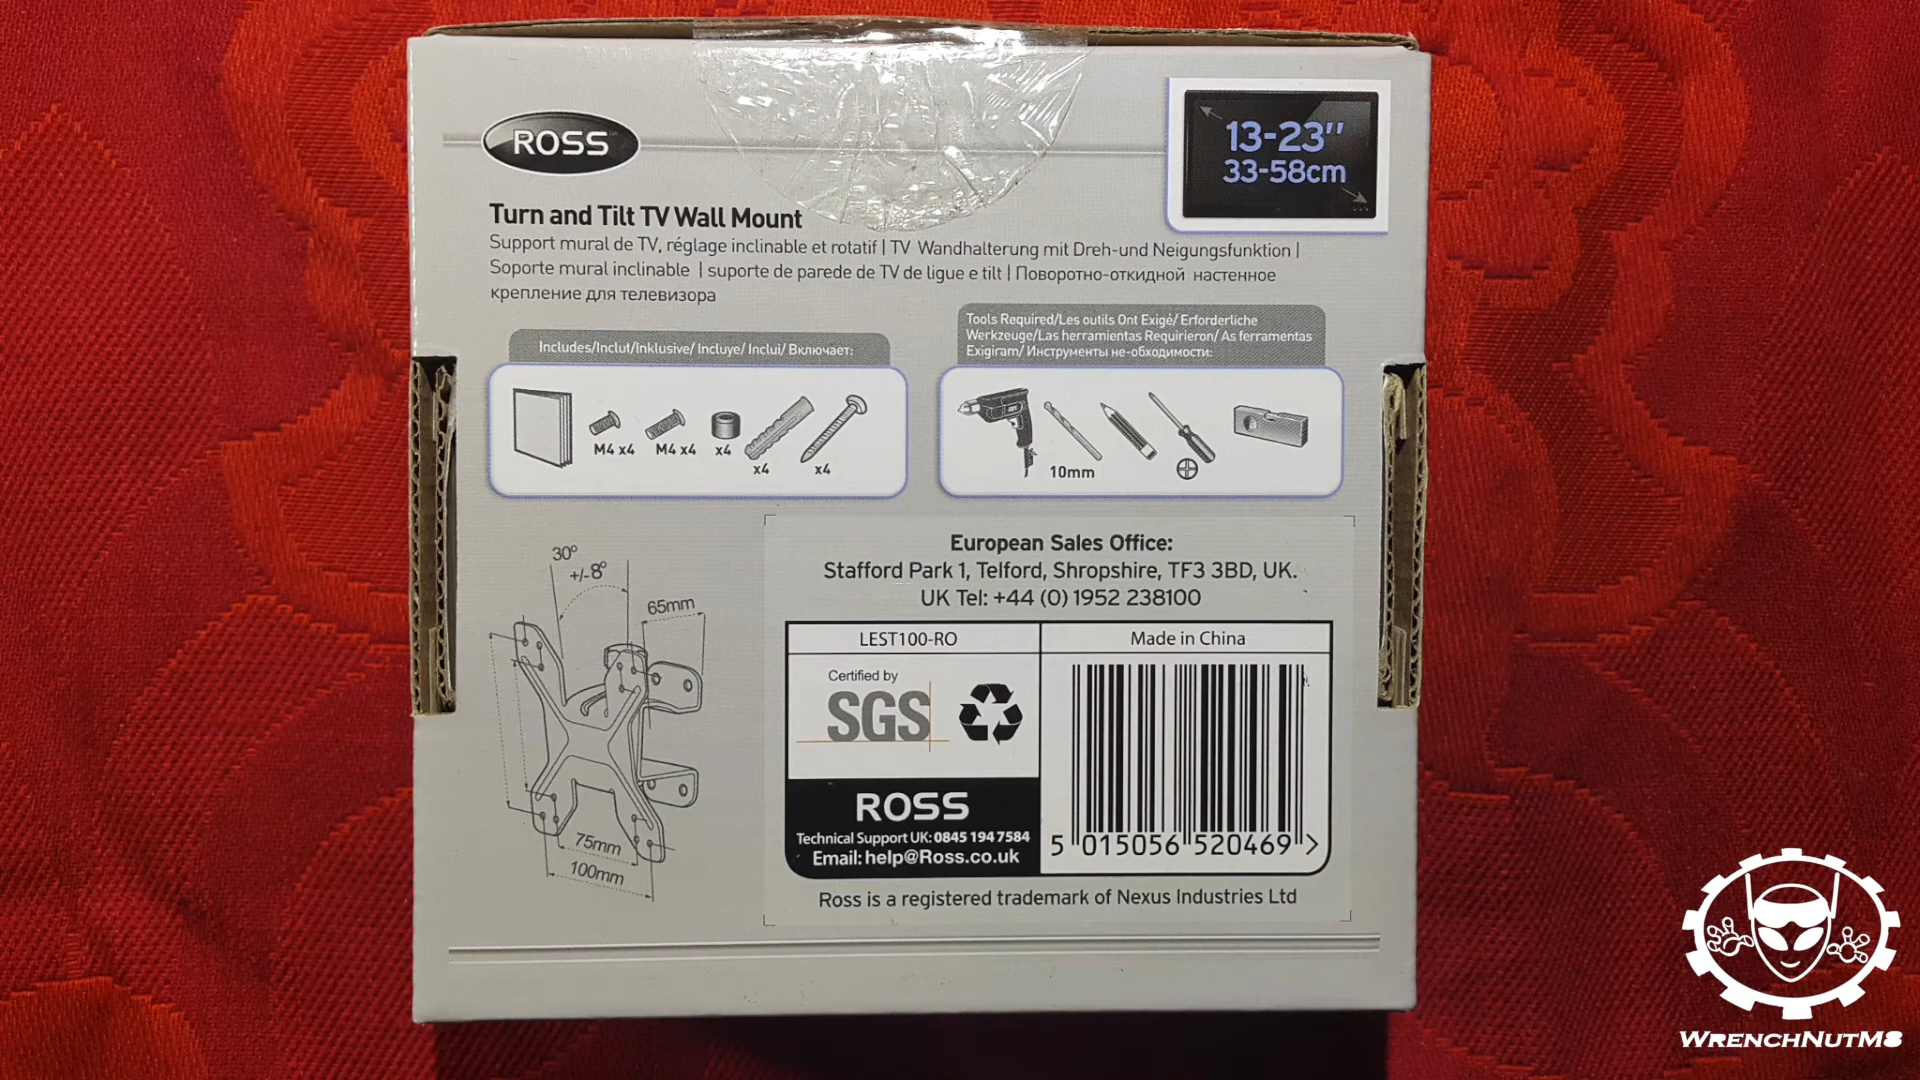 ROSS
13-23"
33-58cm
Turn and Tilt TV Wall Mount
Support mural de TV, réglage inclinable et rotatif | TV Wandhalterung mit Dreh-und Neigungsfunktion |
Soporte mural inclinable | suporte de parede de TV de ligue e tilt | Поворотно-откидной настенное
крепление для телевизора
Includes/Inclut/Inklusive/ Incluye/ Inclui/ Включает:
M4 x4
M4 x4
x4
x4
x4
Tools Required/Les outils Ont Exigé/ Erforderliche
Werkzeuge/Las herramientas Requirieron/ As ferramentas
Exigiram/ Инструменты не-обходимости:
10mm
30°
+/-8°
65mm
75mm
100mm
European Sales Office:
Stafford Park 1, Telford, Shropshire, TF3 3BD, UK.
UK Tel: +44 (0) 1952 238100
LEST100-RO
Made in China
Certified by
SGS
ROSS
Technical Support UK: 0845 194 7584
Email: help@Ross.co.uk
5 015056 520469 >
Ross is a registered trademark of Nexus Industries Ltd
WRENCHNUTM8